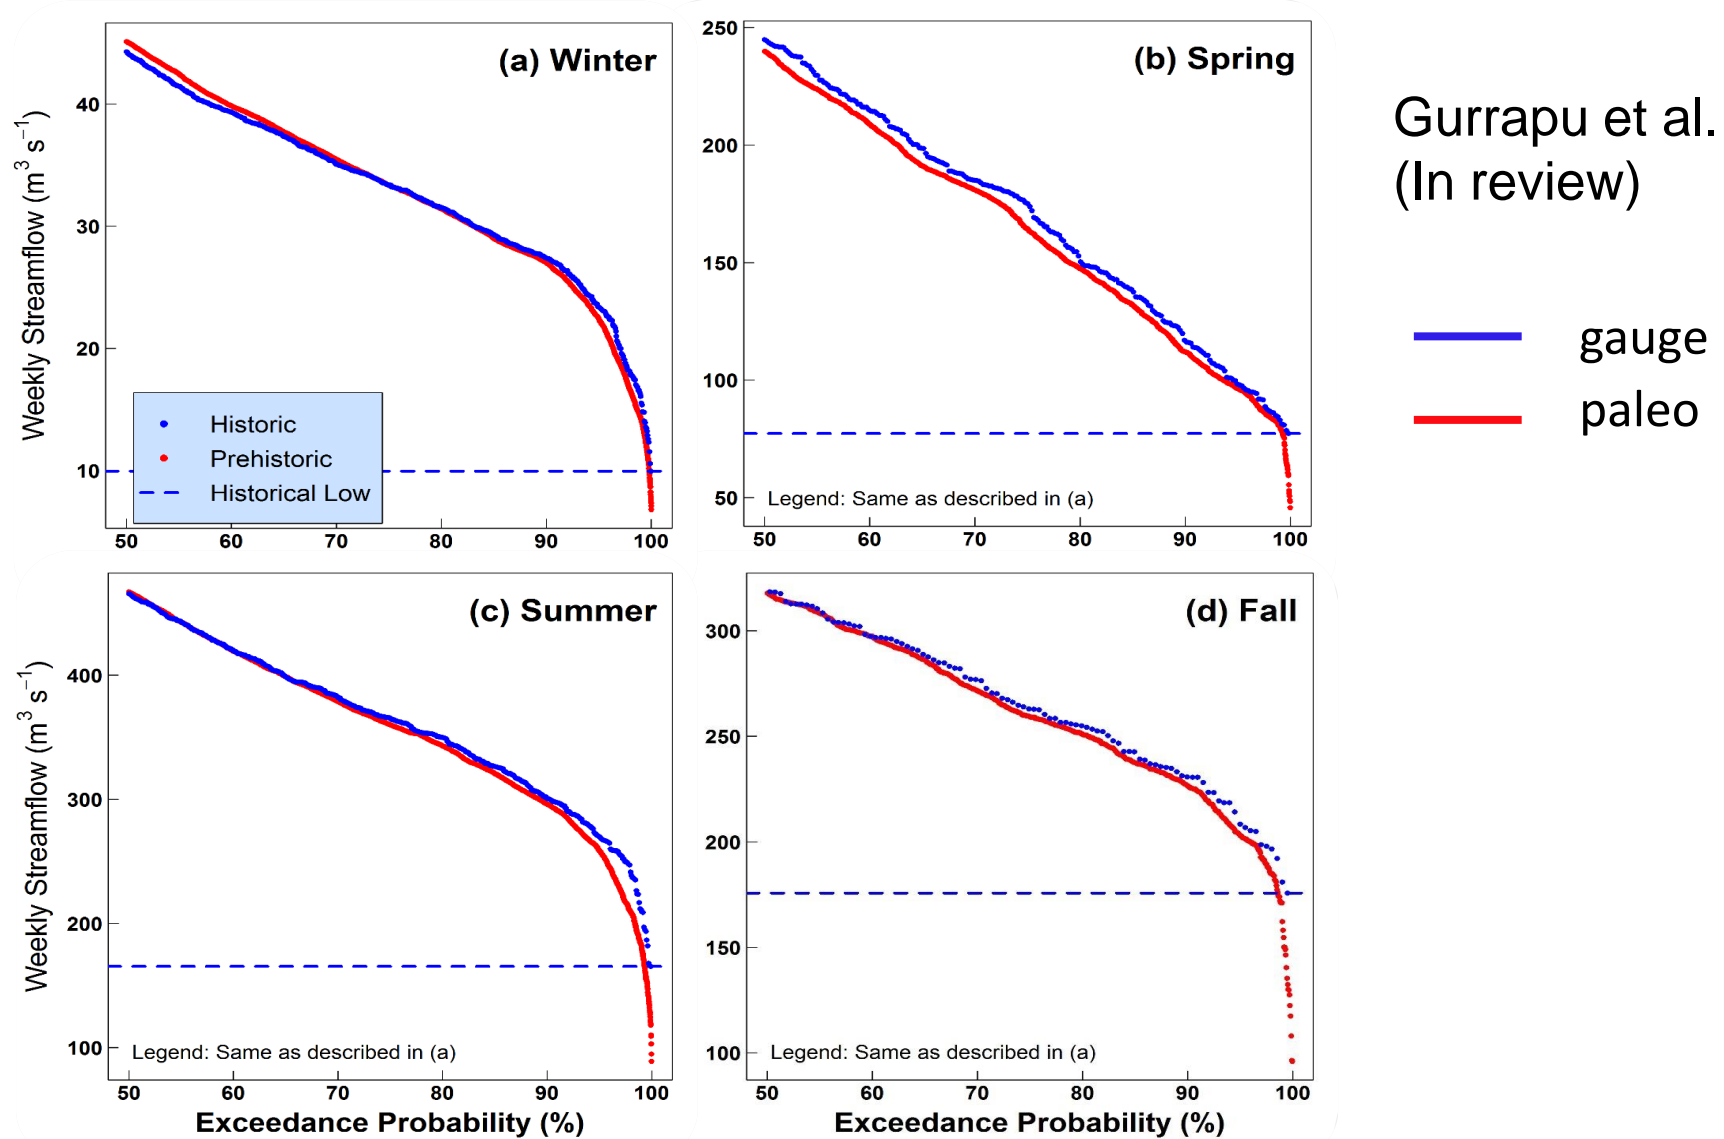 (a) Winter
Weekly Streamflow (m³ s⁻¹)
40
30
20
10
Historic
Prehistoric
Historical Low
50 60 70 80 90 100
(b) Spring
250
200
150
100
50
Legend: Same as described in (a)
50 60 70 80 90 100
Gurrapu et al.
(In review)
gauge
paleo
(c) Summer
Weekly Streamflow (m³ s⁻¹)
400
300
200
100
Legend: Same as described in (a)
50 60 70 80 90 100
Exceedance Probability (%)
(d) Fall
300
250
200
150
100
Legend: Same as described in (a)
50 60 70 80 90 100
Exceedance Probability (%)